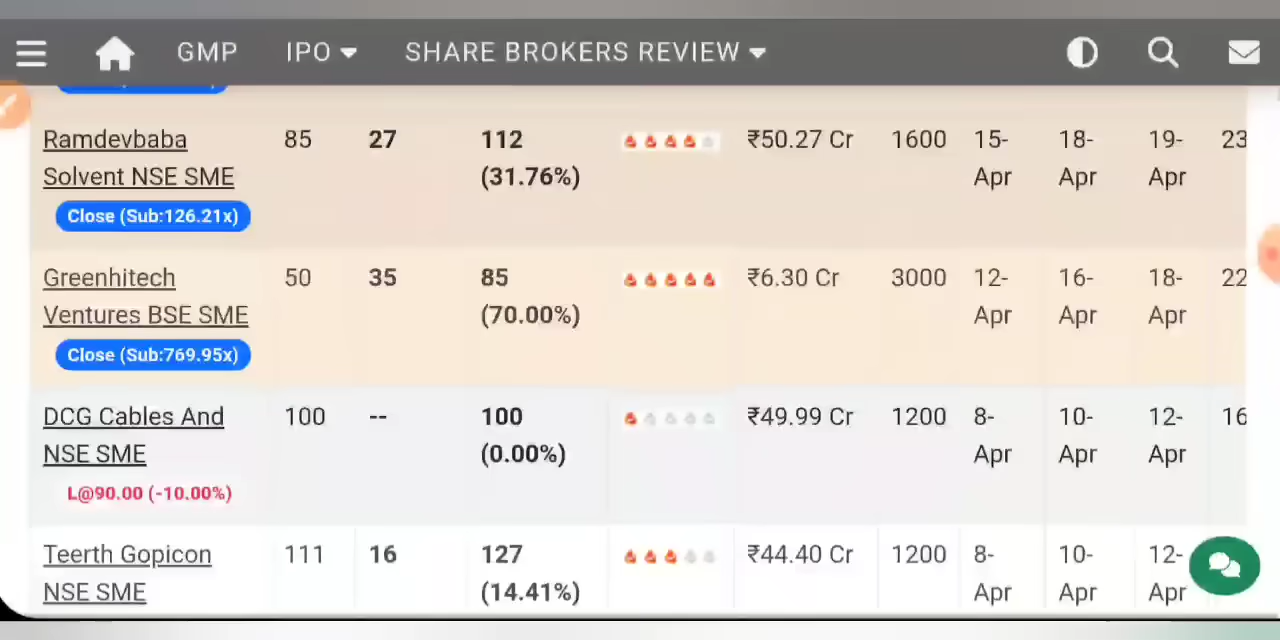 GMP IPO SHARE BROKERS REVIEW
Ramdevbaba 85 27 112 ₹50.27 Cr 1600 15- 18- 19- 23
Solvent NSE SME (31.76%) Apr Apr Apr
Close (Sub:126.21x)
Greenhitech 50 35 85 ₹6.30 Cr 3000 12- 16- 18- 22
Ventures BSE SME (70.00%) Apr Apr Apr
Close (Sub:769.95x)
DCG Cables And 100 -- 100 ₹49.99 Cr 1200 8- 10- 12- 16
NSE SME (0.00%) Apr Apr Apr
L@90.00 (-10.00%)
Teerth Gopicon 111 16 127 ₹44.40 Cr 1200 8- 10- 12-
NSE SME (14.41%) Apr Apr Apr